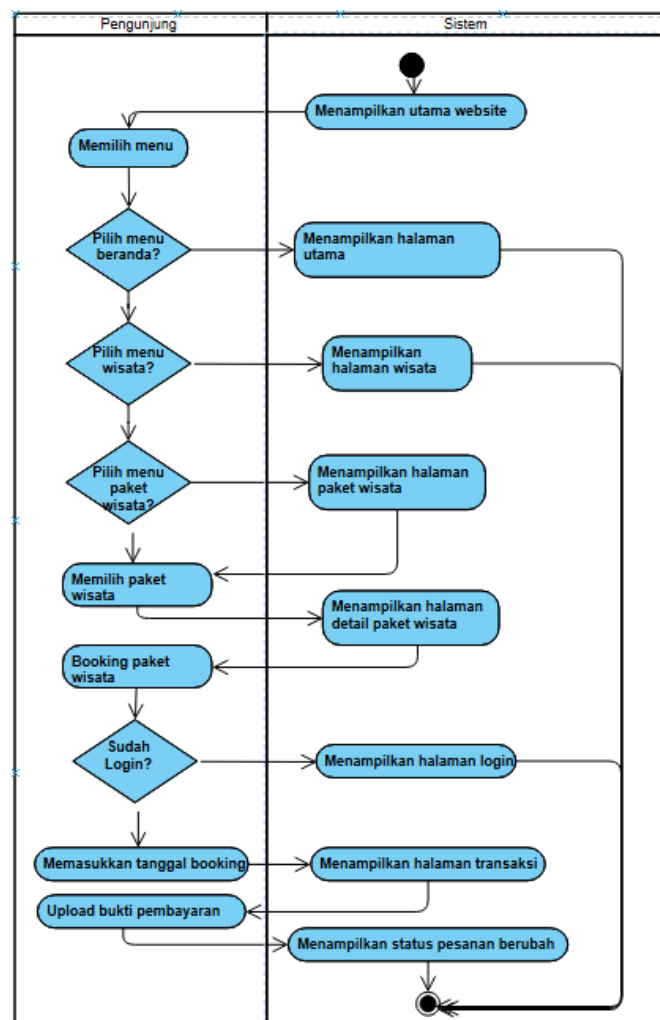 Pengunjung
Sistem
Menampilkan utama website
Memilih menu
Pilih menu
beranda?
Menampilkan halaman
utama
Pilih menu
wisata?
Menampilkan
halaman wisata
Pilih menu
paket
wisata?
Menampilkan halaman
paket wisata
Memilih paket
wisata
Menampilkan halaman
detail paket wisata
Booking paket
wisata
Sudah
Login?
Menampilkan halaman login
Memasukkan tanggal booking
Menampilkan halaman transaksi
Upload bukti pembayaran
Menampilkan status pesanan berubah